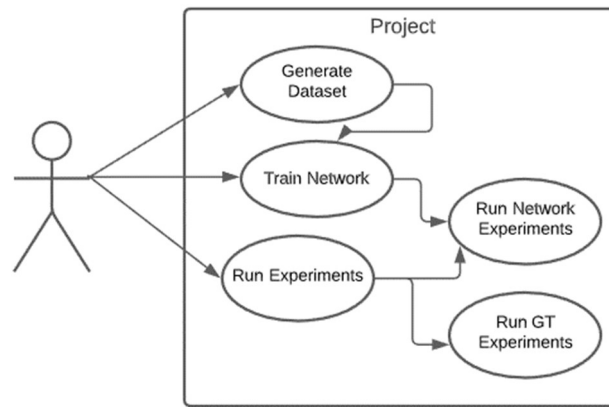 Project
Generate
Dataset
Train Network
Run Network
Experiments
Run Experiments
Run GT
Experiments